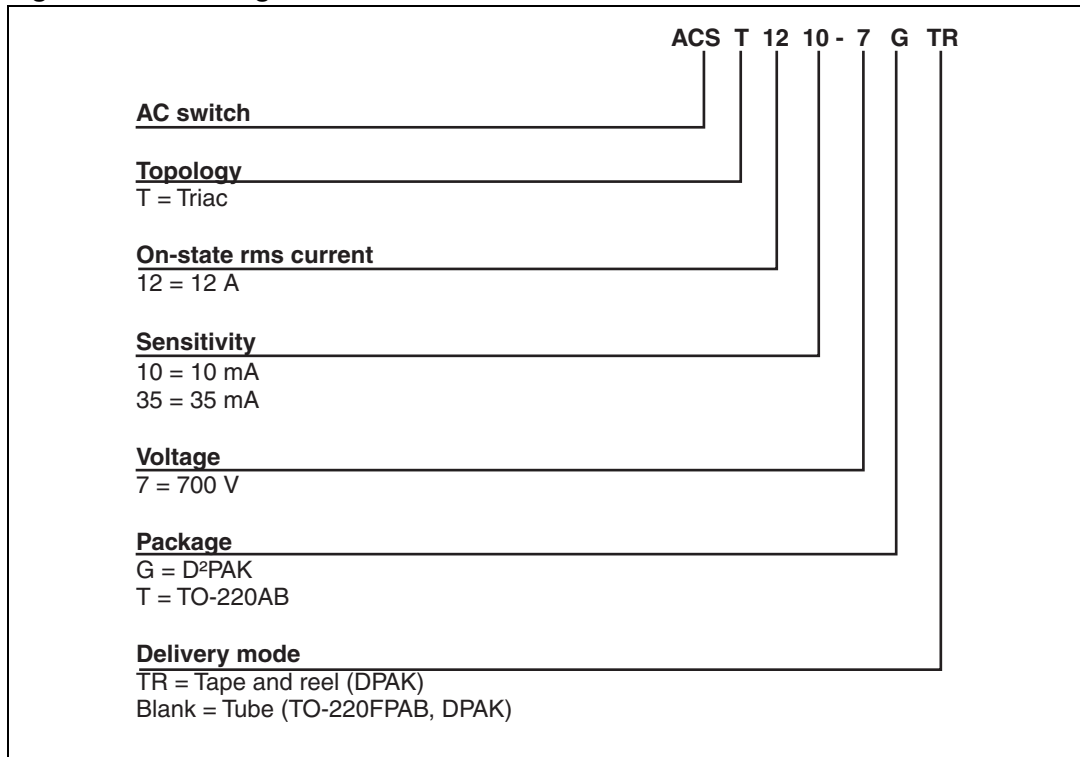 ACS T 12 10 - 7 G TR
AC switch
Topology
T = Triac
On-state rms current
12 = 12 A
Sensitivity
10 = 10 mA
35 = 35 mA
Voltage
7 = 700 V
Package
G = D²PAK
T = TO-220AB
Delivery mode
TR = Tape and reel (DPAK)
Blank = Tube (TO-220FPAB, DPAK)